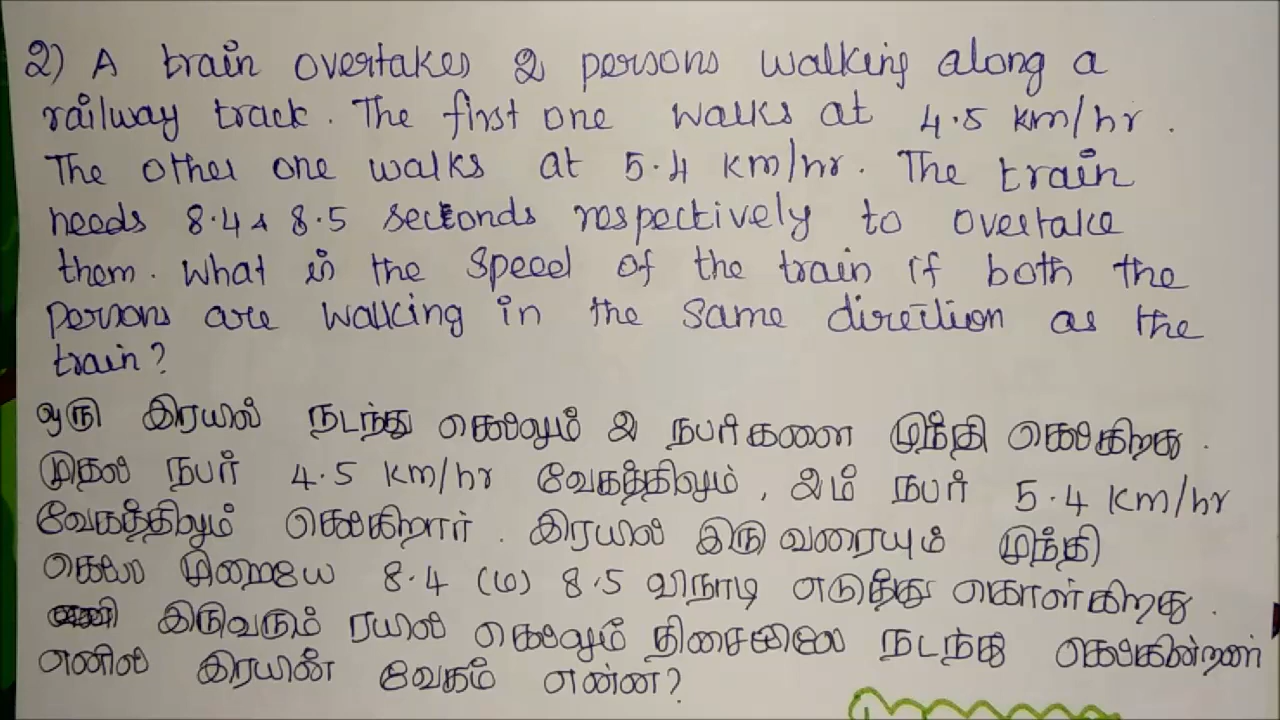 2) A train overtakes 2 persons walking along a
railway track. The first one walks at 4.5 km/hr.
The other one walks at 5.4 km/hr. The train
needs 8.4 & 8.5 seconds respectively to overtake
them. What is the speed of the train if both the
persons are walking in the same direction as the
train?
ஒரு இரயில் நடந்து செல்லும் 2 நபர்களை முந்தி செல்கிறது.
முதல் நபர் 4.5 km/hr வேகத்திலும், 2ம் நபர் 5.4 km/hr
வேகத்திலும் செல்கிறார். இரயில் இருவரையும் முந்தி
செல்ல முறையே 8.4 (ம) 8.5 விநாடி எடுத்து கொள்கிறது.
இருவரும் ரயில் செல்லும் திசையிலே நடந்து செல்கின்றனர்
எனில் இரயிலின் வேகம் என்ன?